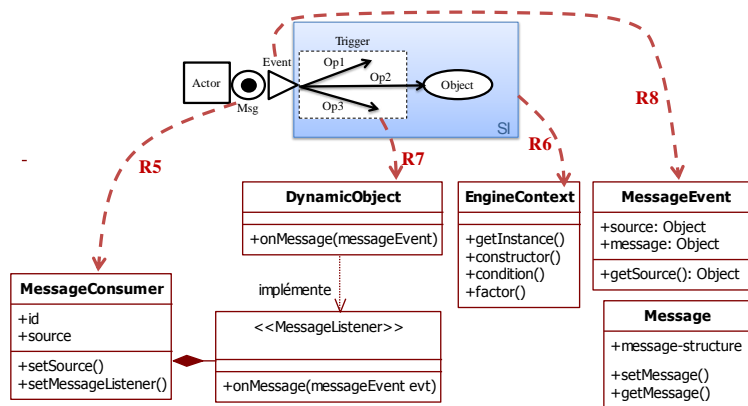 Trigger
Event
Op1
Actor
Op2
Object
Op3
Msg
SI
R8
R6
R7
R5
-
DynamicObject
+onMessage(messageEvent)
EngineContext
+getInstance()
+constructor()
+condition()
+factor()
MessageEvent
+source: Object
+message: Object
+getSource(): Object
MessageConsumer
+id
+source
+setSource()
+setMessageListener()
implémente
<<MessageListener>>
+onMessage(messageEvent evt)
Message
+message-structure
+setMessage()
+getMessage()